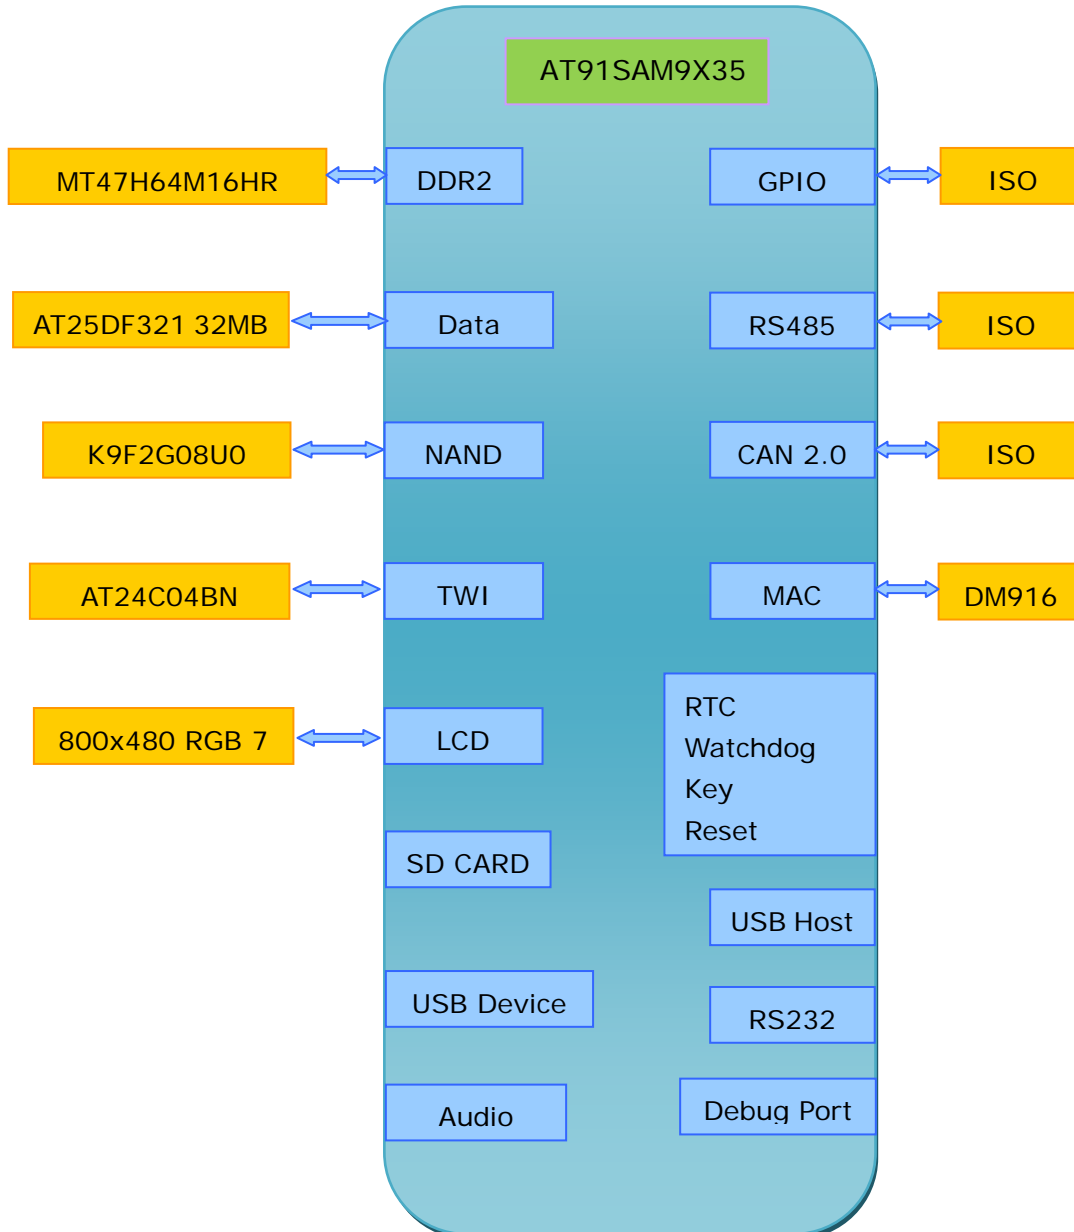 AT91SAM9X35
MT47H64M16HR
DDR2
GPIO
ISO
AT25DF321 32MB
Data
RS485
ISO
K9F2G08U0
NAND
CAN 2.0
ISO
AT24C04BN
TWI
MAC
DM916
800x480 RGB 7
LCD
RTC
Watchdog
Key
Reset
SD CARD
USB Host
USB Device
RS232
Audio
Debug Port